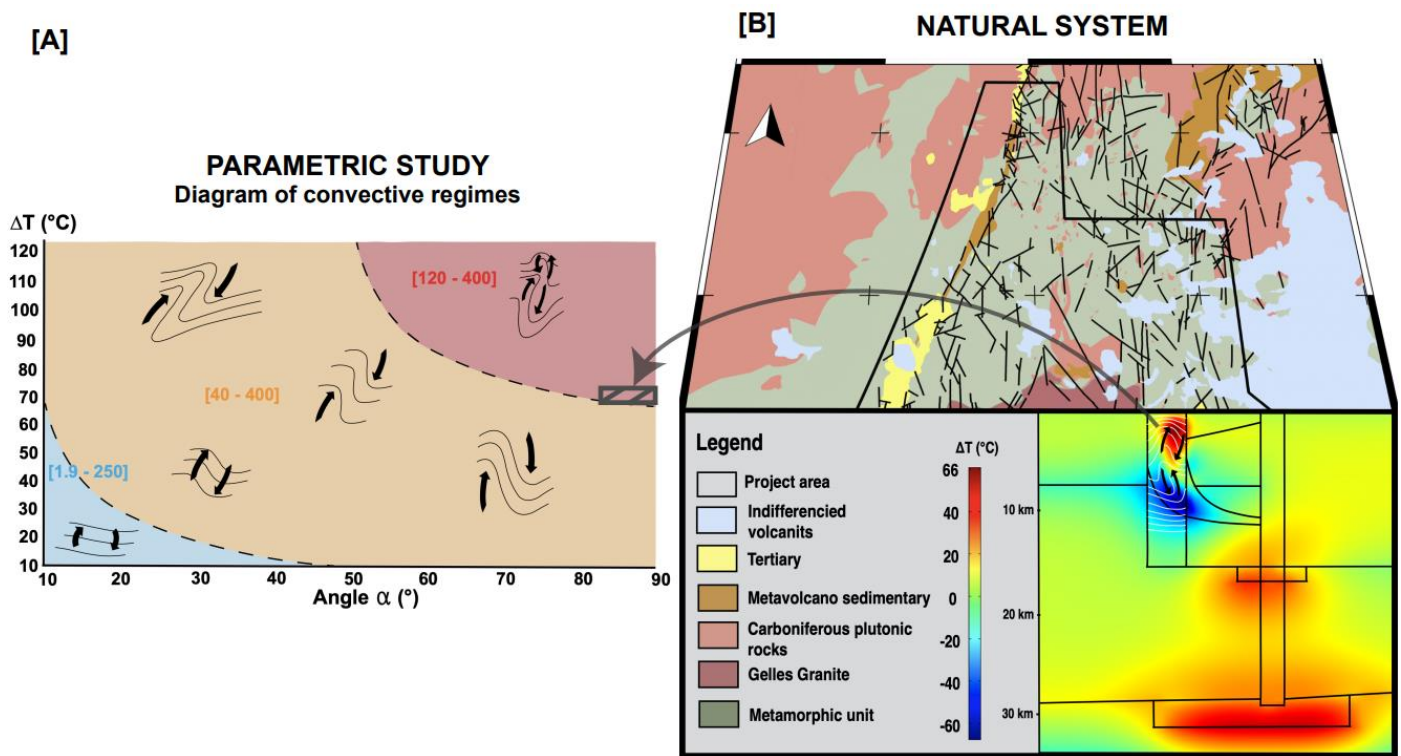 [A]
PARAMETRIC STUDY
Diagram of convective regimes
ΔT (°C)
120
110
100
90
80
70
60
50
40
30
20
10
[120 - 400]
[40 - 400]
[1.9 - 250]
10 20 30 40 50 60 70 80 90
Angle α (°)
[B]
NATURAL SYSTEM
Legend
Project area
Indifferencied
volcanits
Tertiary
Metavolcano sedimentary
Carboniferous plutonic
rocks
Gelles Granite
Metamorphic unit
ΔT (°C)
66
40
20
0
-20
-40
-60
10 km
20 km
30 km